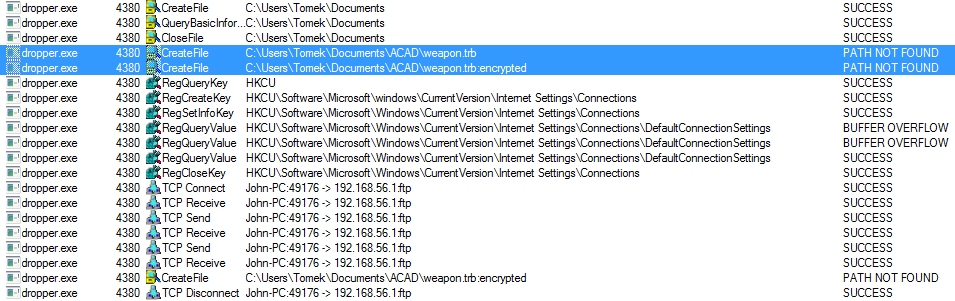 dropper.exe 4380 CreateFile C:\Users\Tomek\Documents SUCCESS
dropper.exe 4380 QueryBasicInfor... C:\Users\Tomek\Documents SUCCESS
dropper.exe 4380 CloseFile C:\Users\Tomek\Documents SUCCESS
dropper.exe 4380 CreateFile C:\Users\Tomek\Documents\ACAD\weapon.trb PATH NOT FOUND
dropper.exe 4380 CreateFile C:\Users\Tomek\Documents\ACAD\weapon.trb:encrypted PATH NOT FOUND
dropper.exe 4380 RegQueryKey HKCU SUCCESS
dropper.exe 4380 RegCreateKey HKCU\Software\Microsoft\windows\CurrentVersion\Internet Settings\Connections SUCCESS
dropper.exe 4380 RegSetInfoKey HKCU\Software\Microsoft\Windows\CurrentVersion\Internet Settings\Connections SUCCESS
dropper.exe 4380 RegQueryValue HKCU\Software\Microsoft\Windows\CurrentVersion\Internet Settings\Connections\DefaultConnectionSettings BUFFER OVERFLOW
dropper.exe 4380 RegQueryValue HKCU\Software\Microsoft\Windows\CurrentVersion\Internet Settings\Connections\DefaultConnectionSettings BUFFER OVERFLOW
dropper.exe 4380 RegQueryValue HKCU\Software\Microsoft\Windows\CurrentVersion\Internet Settings\Connections\DefaultConnectionSettings SUCCESS
dropper.exe 4380 RegCloseKey HKCU\Software\Microsoft\Windows\CurrentVersion\Internet Settings\Connections SUCCESS
dropper.exe 4380 TCP Connect John-PC:49176 -> 192.168.56.1:ftp SUCCESS
dropper.exe 4380 TCP Receive John-PC:49176 -> 192.168.56.1:ftp SUCCESS
dropper.exe 4380 TCP Send John-PC:49176 -> 192.168.56.1:ftp SUCCESS
dropper.exe 4380 TCP Receive John-PC:49176 -> 192.168.56.1:ftp SUCCESS
dropper.exe 4380 TCP Send John-PC:49176 -> 192.168.56.1:ftp SUCCESS
dropper.exe 4380 TCP Receive John-PC:49176 -> 192.168.56.1:ftp SUCCESS
dropper.exe 4380 CreateFile C:\Users\Tomek\Documents\ACAD\weapon.trb:encrypted PATH NOT FOUND
dropper.exe 4380 TCP Disconnect John-PC:49176 -> 192.168.56.1:ftp SUCCESS